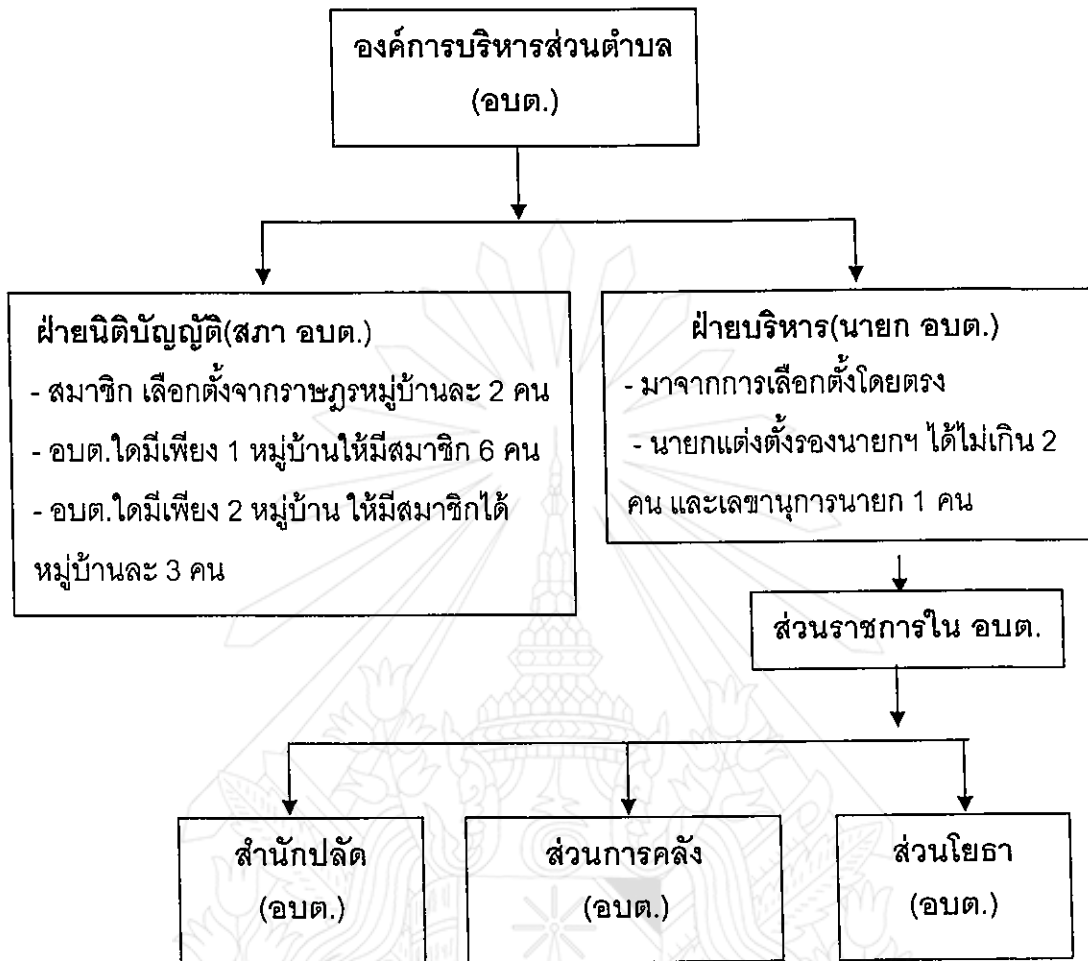 องค์การบริหารส่วนตำบล
(อบต.)
ฝ่ายนิติบัญญัติ(สภา อบต.)
- สมาชิก เลือกตั้งจากราษฎรหมู่บ้านละ 2 คน
- อบต.ใดมีเพียง 1 หมู่บ้านให้มีสมาชิก 6 คน
- อบต.ใดมีเพียง 2 หมู่บ้าน ให้มีสมาชิกได้
หมู่บ้านละ 3 คน
ฝ่ายบริหาร(นายก อบต.)
- มาจากการเลือกตั้งโดยตรง
- นายกแต่งตั้งรองนายกฯ ได้ไม่เกิน 2
คน และเลขานุการนายก 1 คน
ส่วนราชการใน อบต.
สำนักปลัด
(อบต.)
ส่วนการคลัง
(อบต.)
ส่วนโยธา
(อบต.)